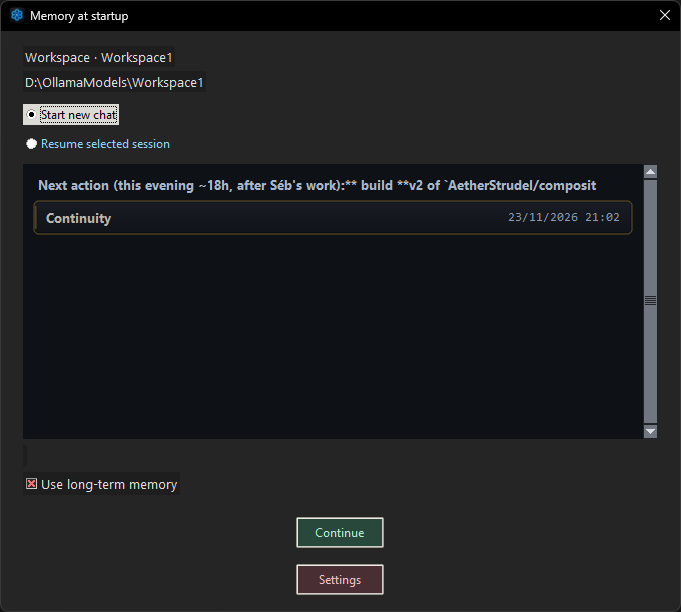 Memory at startup
Workspace · Workspace1
D:\OllamaModels\Workspace1
Start new chat
Resume selected session
Next action (this evening ~18h, after Séb's work):** build **v2 of `AetherStrudel/composit
Continuity 23/11/2026 21:02
Use long-term memory
Continue
Settings